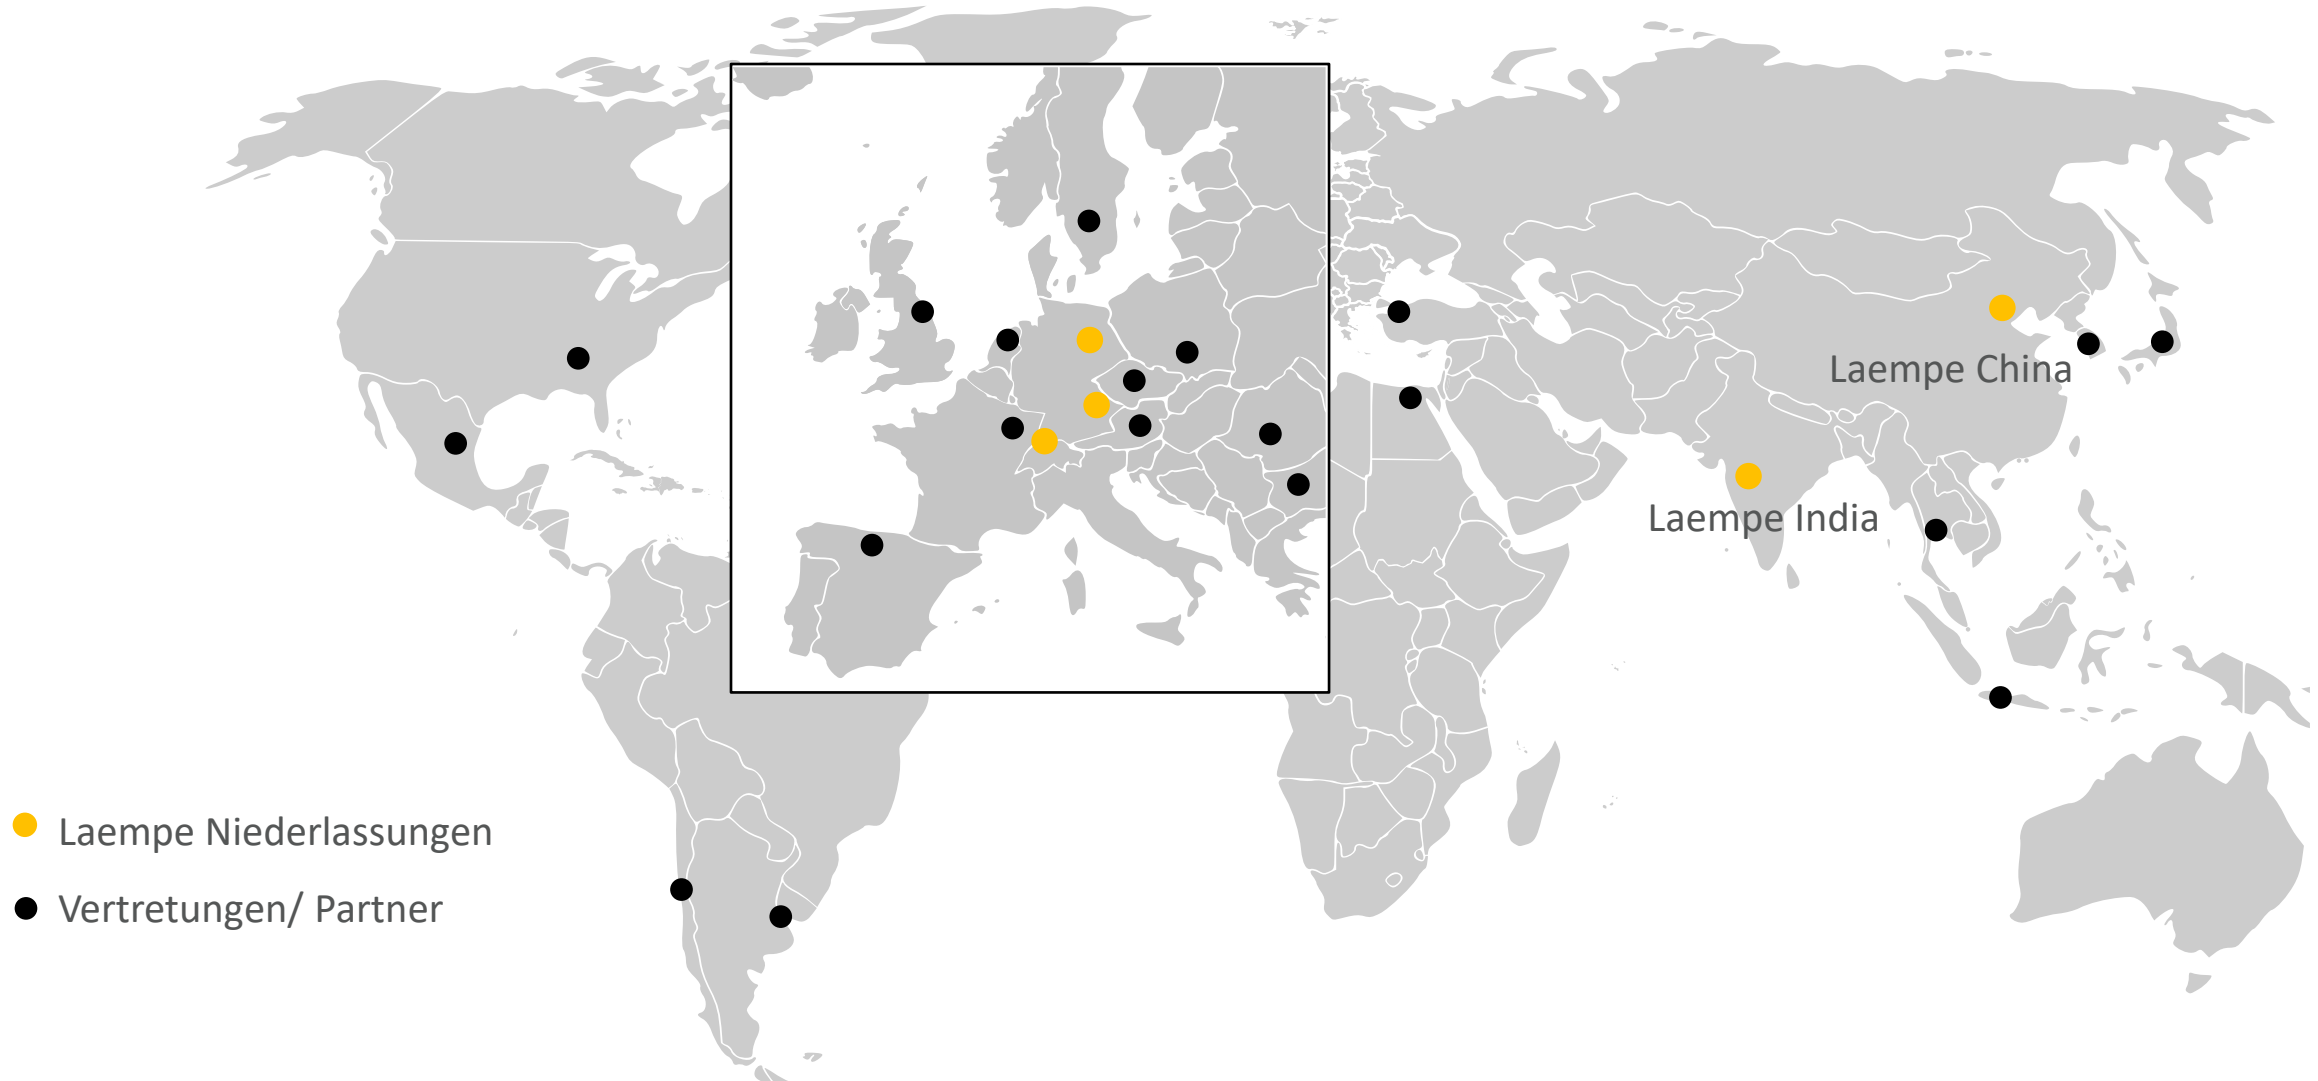 Laempe China
Laempe India
Laempe Niederlassungen
Vertretungen/ Partner